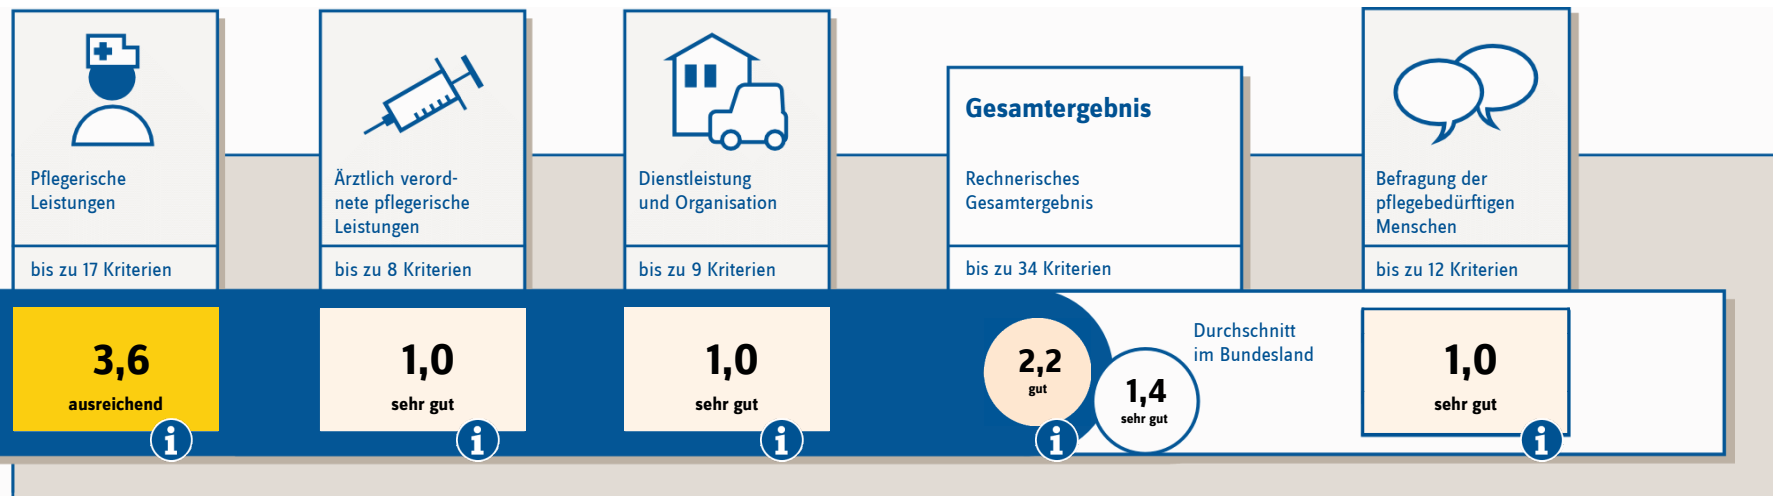 Pflegerische
Leistungen
bis zu 17 Kriterien
3,6
ausreichend
i
Ärztlich verord-
nete pflegerische
Leistungen
bis zu 8 Kriterien
1,0
sehr gut
i
Dienstleistung
und Organisation
bis zu 9 Kriterien
1,0
sehr gut
i
Gesamtergebnis
Rechnerisches
Gesamtergebnis
bis zu 34 Kriterien
2,2
gut
i
1,4
sehr gut
Durchschnitt
im Bundesland
Befragung der
pflegebedürftigen
Menschen
bis zu 12 Kriterien
1,0
sehr gut
i